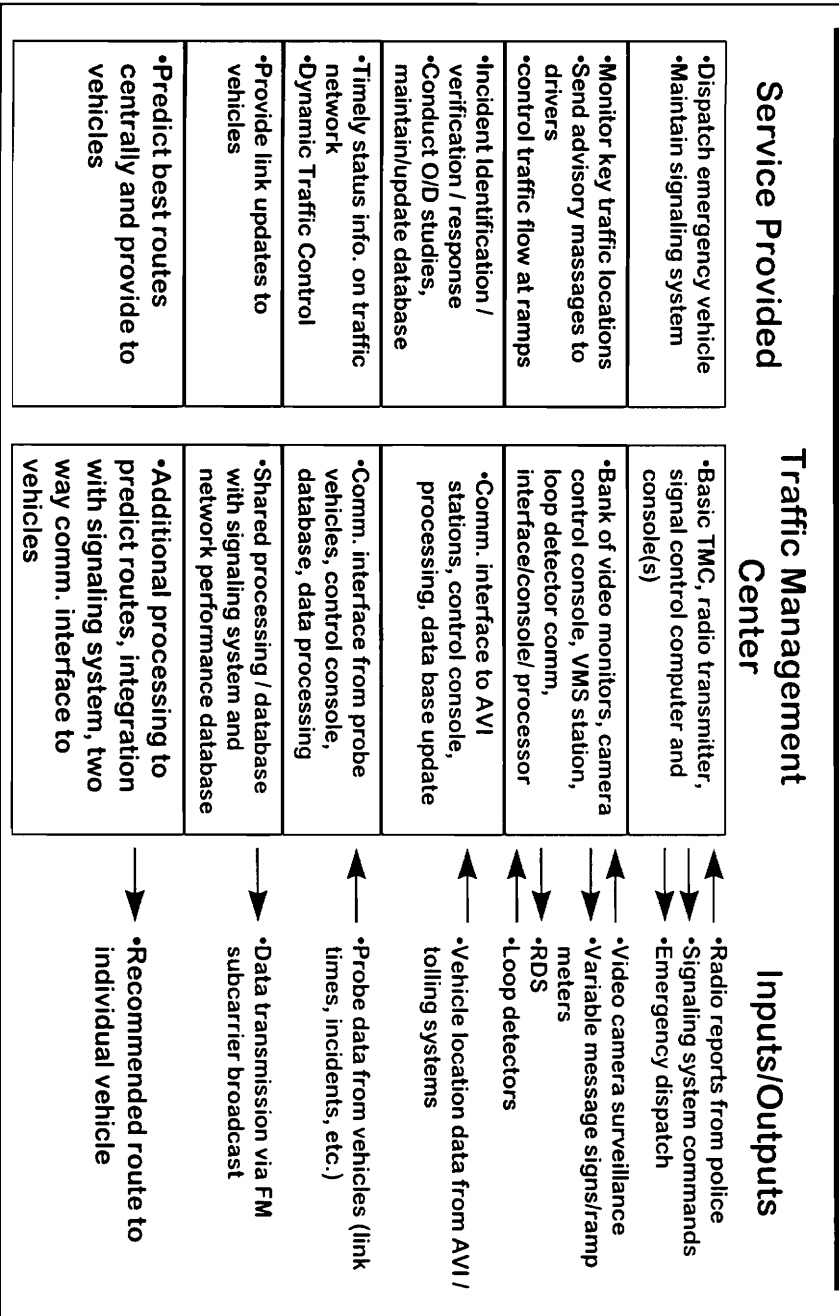 Service Provided
•Dispatch emergency vehicle
•Maintain signaling system
•Monitor key traffic locations
•Send advisory massages to
drivers
•control traffic flow at ramps
•Incident Identification /
verification / response
•Conduct O/D studies,
maintain/update database
•Timely status info. on traffic
network
•Dynamic Traffic Control
•Provide link updates to
vehicles
•Predict best routes
centrally and provide to
vehicles
Traffic Management
Center
•Basic TMC, radio transmitter,
signal control computer and
console(s)
•Bank of video monitors, camera
control console, VMS station,
loop detector comm,
interface/console/ processor
•Comm. interface to AVI
stations, control console,
processing, data base update
•Comm. interface from probe
vehicles, control console,
database, data processing
•Shared processing / database
with signaling system and
network performance database
•Additional processing to
predict routes, integration
with signaling system, two
way comm. interface to
vehicles
Inputs/Outputs
•Radio reports from police
•Signaling system commands
•Emergency dispatch
•Video camera surveillance
•Variable message signs/ramp
meters
•RDS
•Loop detectors
•Vehicle location data from AVI /
tolling systems
•Probe data from vehicles (link
times, incidents, etc.)
•Data transmission via FM
subcarrier broadcast
•Recommended route to
individual vehicle